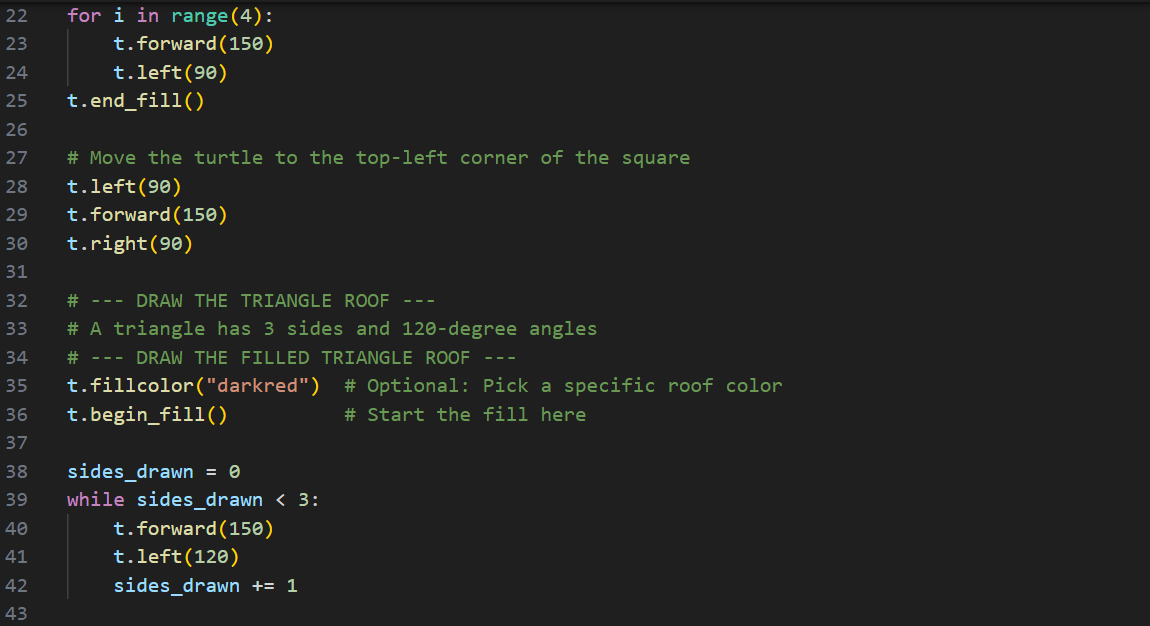 22 for i in range(4):
23     t.forward(150)
24     t.left(90)
25 t.end_fill()
26
27 # Move the turtle to the top-left corner of the square
28 t.left(90)
29 t.forward(150)
30 t.right(90)
31
32 # --- DRAW THE TRIANGLE ROOF ---
33 # A triangle has 3 sides and 120-degree angles
34 # --- DRAW THE FILLED TRIANGLE ROOF ---
35 t.fillcolor("darkred")  # Optional: Pick a specific roof color
36 t.begin_fill()          # Start the fill here
37
38 sides_drawn = 0
39 while sides_drawn < 3:
40     t.forward(150)
41     t.left(120)
42     sides_drawn += 1
43